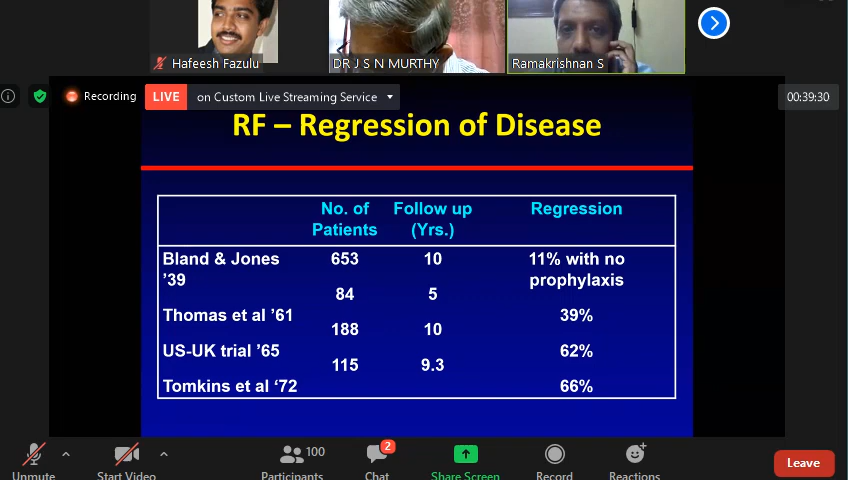 Hafeesh Fazulu
DR J S N MURTHY
Ramakrishnan S
Recording
LIVE on Custom Live Streaming Service
00:39:30
RF – Regression of Disease
No. of Patients Follow up (Yrs.) Regression
Bland & Jones '39 653 10 11% with no prophylaxis
Thomas et al '61 84 5 39%
US-UK trial '65 188 10 62%
Tomkins et al '72 115 9.3 66%
Unmute
Start Video
100
Participants
2
Chat
Share Screen
Record
Reactions
Leave